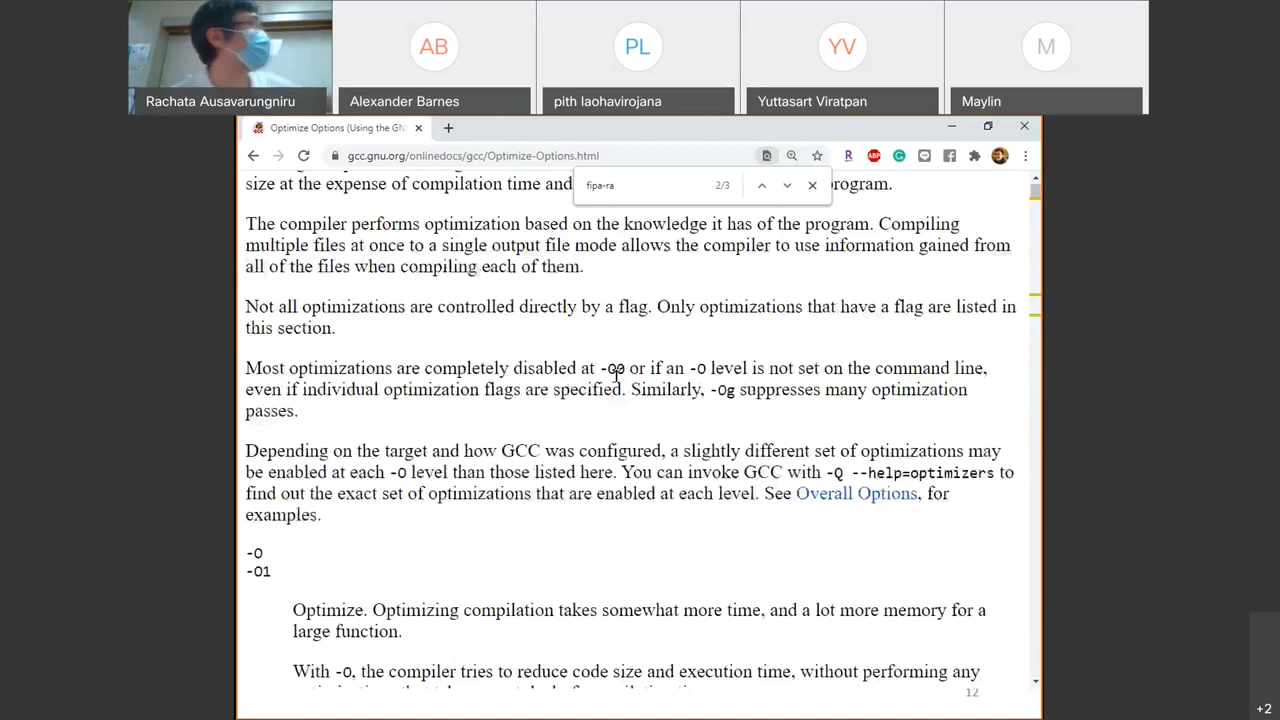 AB
PL
YV
M
Rachata Ausavarungniru
Alexander Barnes
pith laohavirojana
Yuttasart Viratpan
Maylin
Optimize Options (Using the GN
gcc.gnu.org/onlinedocs/gcc/Optimize-Options.html
fipa-ra
2/3
size at the expense of compilation time and
rogram.
The compiler performs optimization based on the knowledge it has of the program. Compiling
multiple files at once to a single output file mode allows the compiler to use information gained from
all of the files when compiling each of them.
Not all optimizations are controlled directly by a flag. Only optimizations that have a flag are listed in
this section.
Most optimizations are completely disabled at -O0 or if an -O level is not set on the command line,
even if individual optimization flags are specified. Similarly, -Og suppresses many optimization
passes.
Depending on the target and how GCC was configured, a slightly different set of optimizations may
be enabled at each -O level than those listed here. You can invoke GCC with -Q --help=optimizers to
find out the exact set of optimizations that are enabled at each level. See Overall Options, for
examples.
-O
-O1
Optimize. Optimizing compilation takes somewhat more time, and a lot more memory for a
large function.
With -O, the compiler tries to reduce code size and execution time, without performing any
12
+2